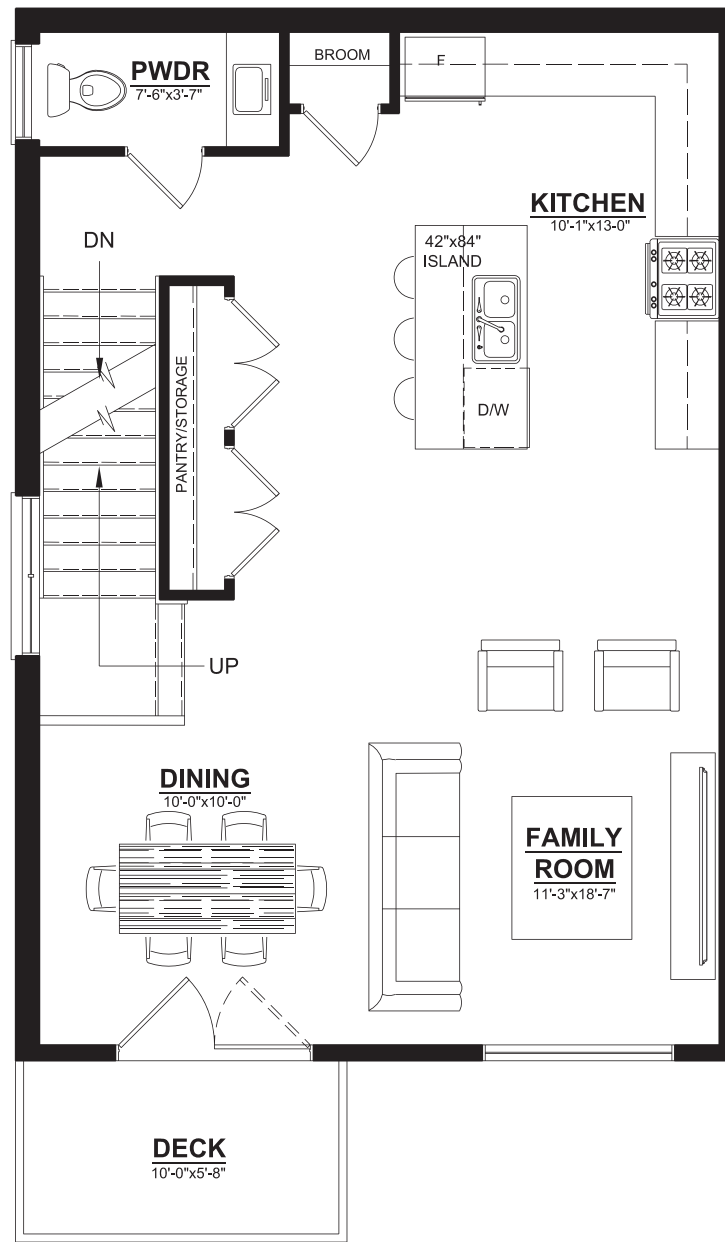 BROOM
F
PWDR
7'-6"x3'-7"
KITCHEN
10'-1"x13-0"
DN
42"x84"
ISLAND
PANTRY/STORAGE
D/W
UP
DINING
10'-0"x10'-0"
FAMILY
ROOM
11'-3"x18'-7"
DECK
10'-0"x5'-8"